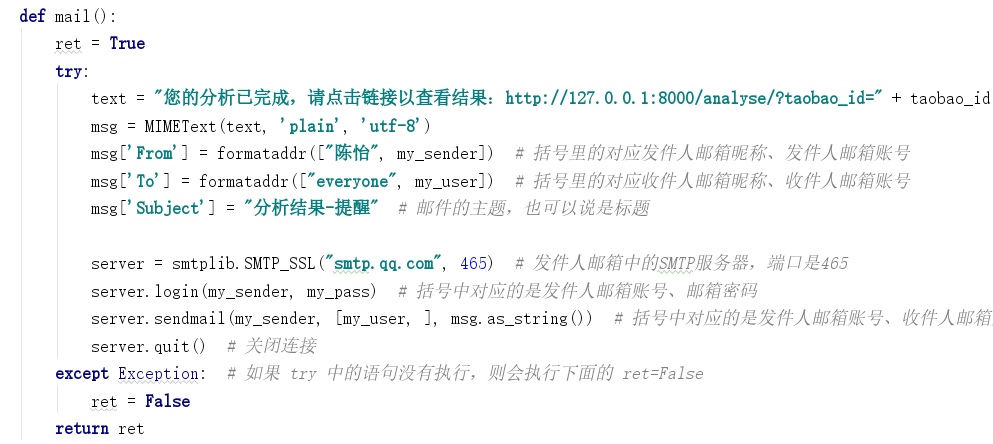 def mail():
    ret = True
    try:
        text = "您的分析已完成，请点击链接以查看结果：http://127.0.0.1:8000/analyse/?taobao_id=" + taobao_id
        msg = MIMEText(text, 'plain', 'utf-8')
        msg['From'] = formataddr(["陈怡", my_sender])  # 括号里的对应发件人邮箱昵称、发件人邮箱账号
        msg['To'] = formataddr(["everyone", my_user])  # 括号里的对应收件人邮箱昵称、收件人邮箱账号
        msg['Subject'] = "分析结果-提醒"  # 邮件的主题，也可以说是标题
        server = smtplib.SMTP_SSL("smtp.qq.com", 465)  # 发件人邮箱中的SMTP服务器，端口是465
        server.login(my_sender, my_pass)  # 括号中对应的是发件人邮箱账号、邮箱密码
        server.sendmail(my_sender, [my_user, ], msg.as_string())  # 括号中对应的是发件人邮箱账号、收件人邮箱
        server.quit()  # 关闭连接
    except Exception:  # 如果 try 中的语句没有执行，则会执行下面的 ret=False
        ret = False
    return ret